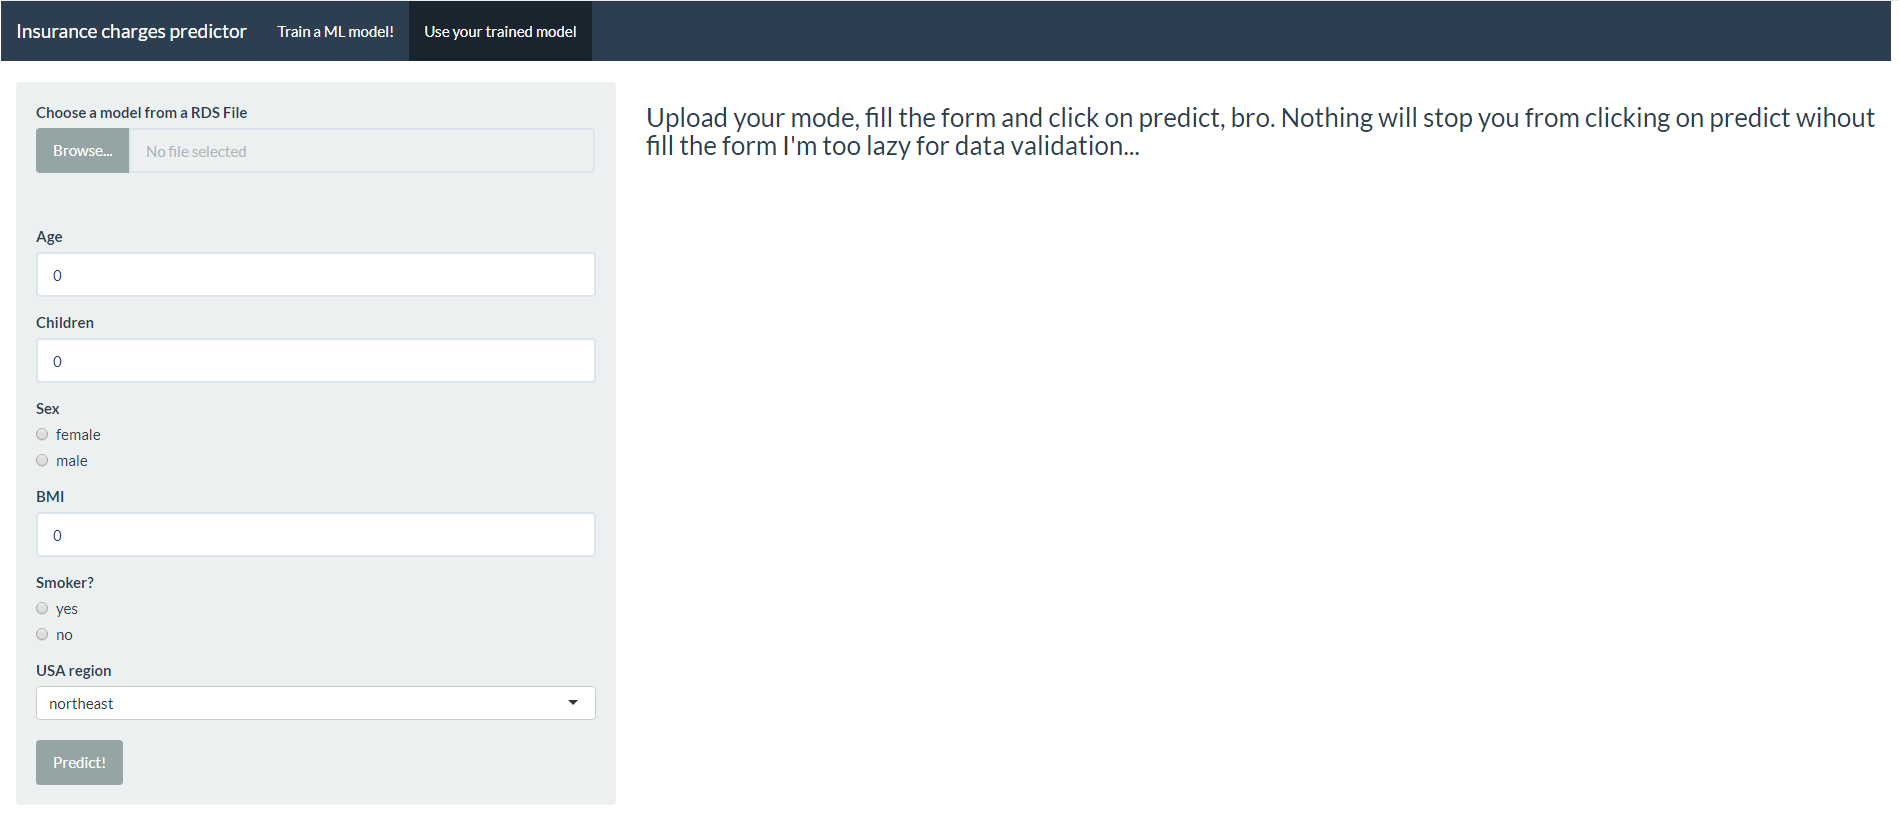 Insurance charges predictor Train a ML model! Use your trained model
Choose a model from a RDS File
Browse... No file selected
Age
0
Children
0
Sex
female
male
BMI
0
Smoker?
yes
no
USA region
northeast
Predict!
Upload your mode, fill the form and click on predict, bro. Nothing will stop you from clicking on predict wihout
fill the form I'm too lazy for data validation...